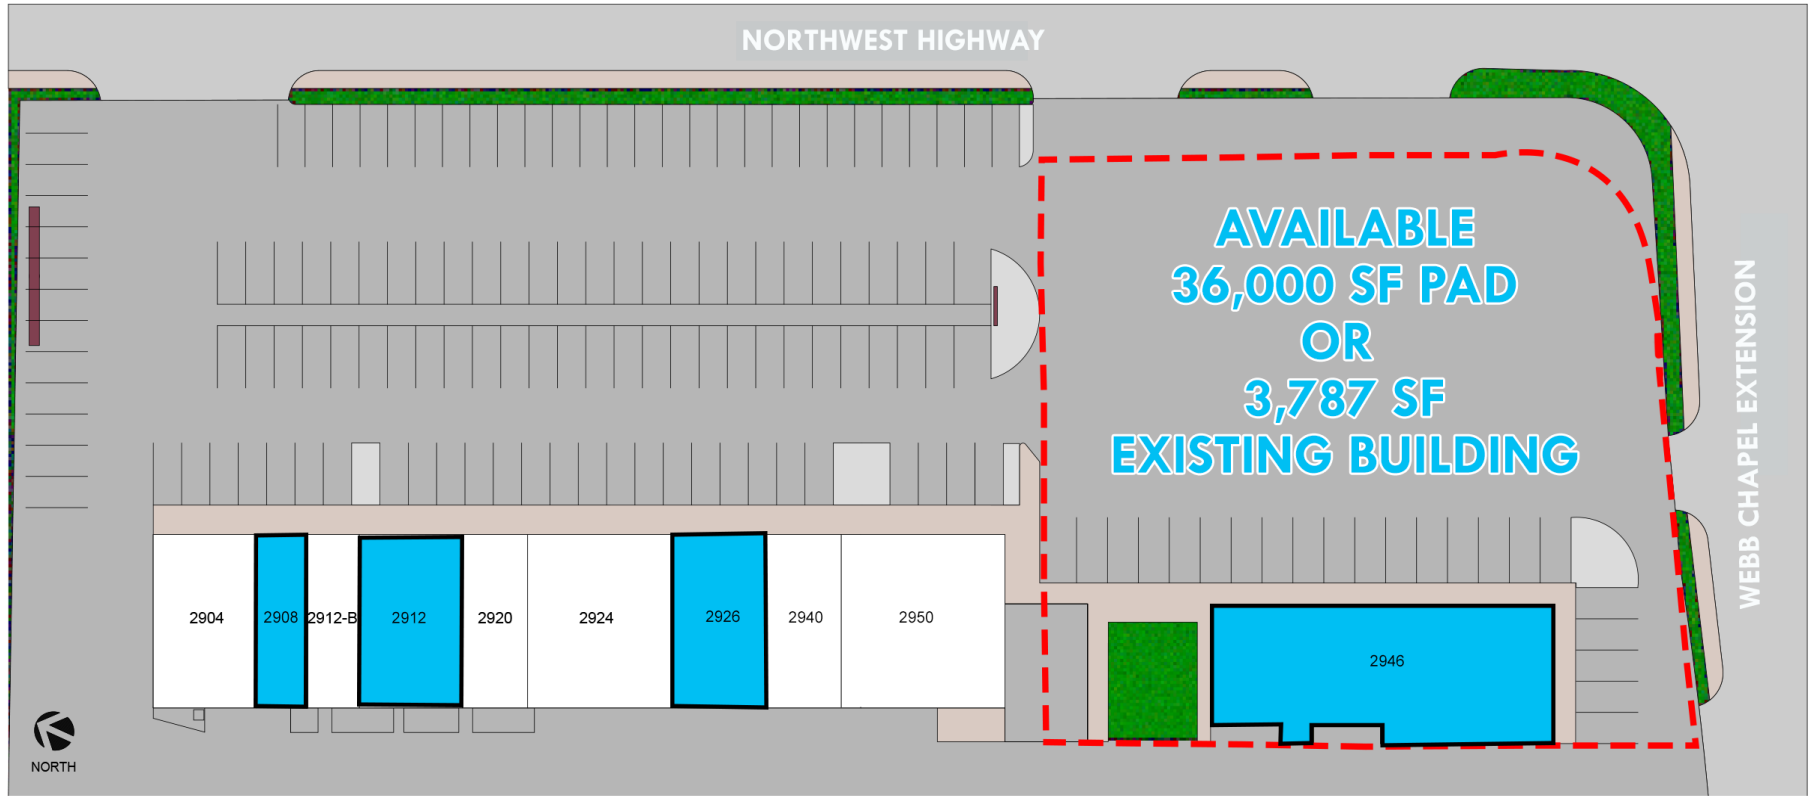 NORTHWEST HIGHWAY
AVAILABLE
36,000 SF PAD
OR
3,787 SF
EXISTING BUILDING
WEBB CHAPEL EXTENSION
2904
2908
2912-B
2912
2920
2924
2926
2940
2950
2946
NORTH